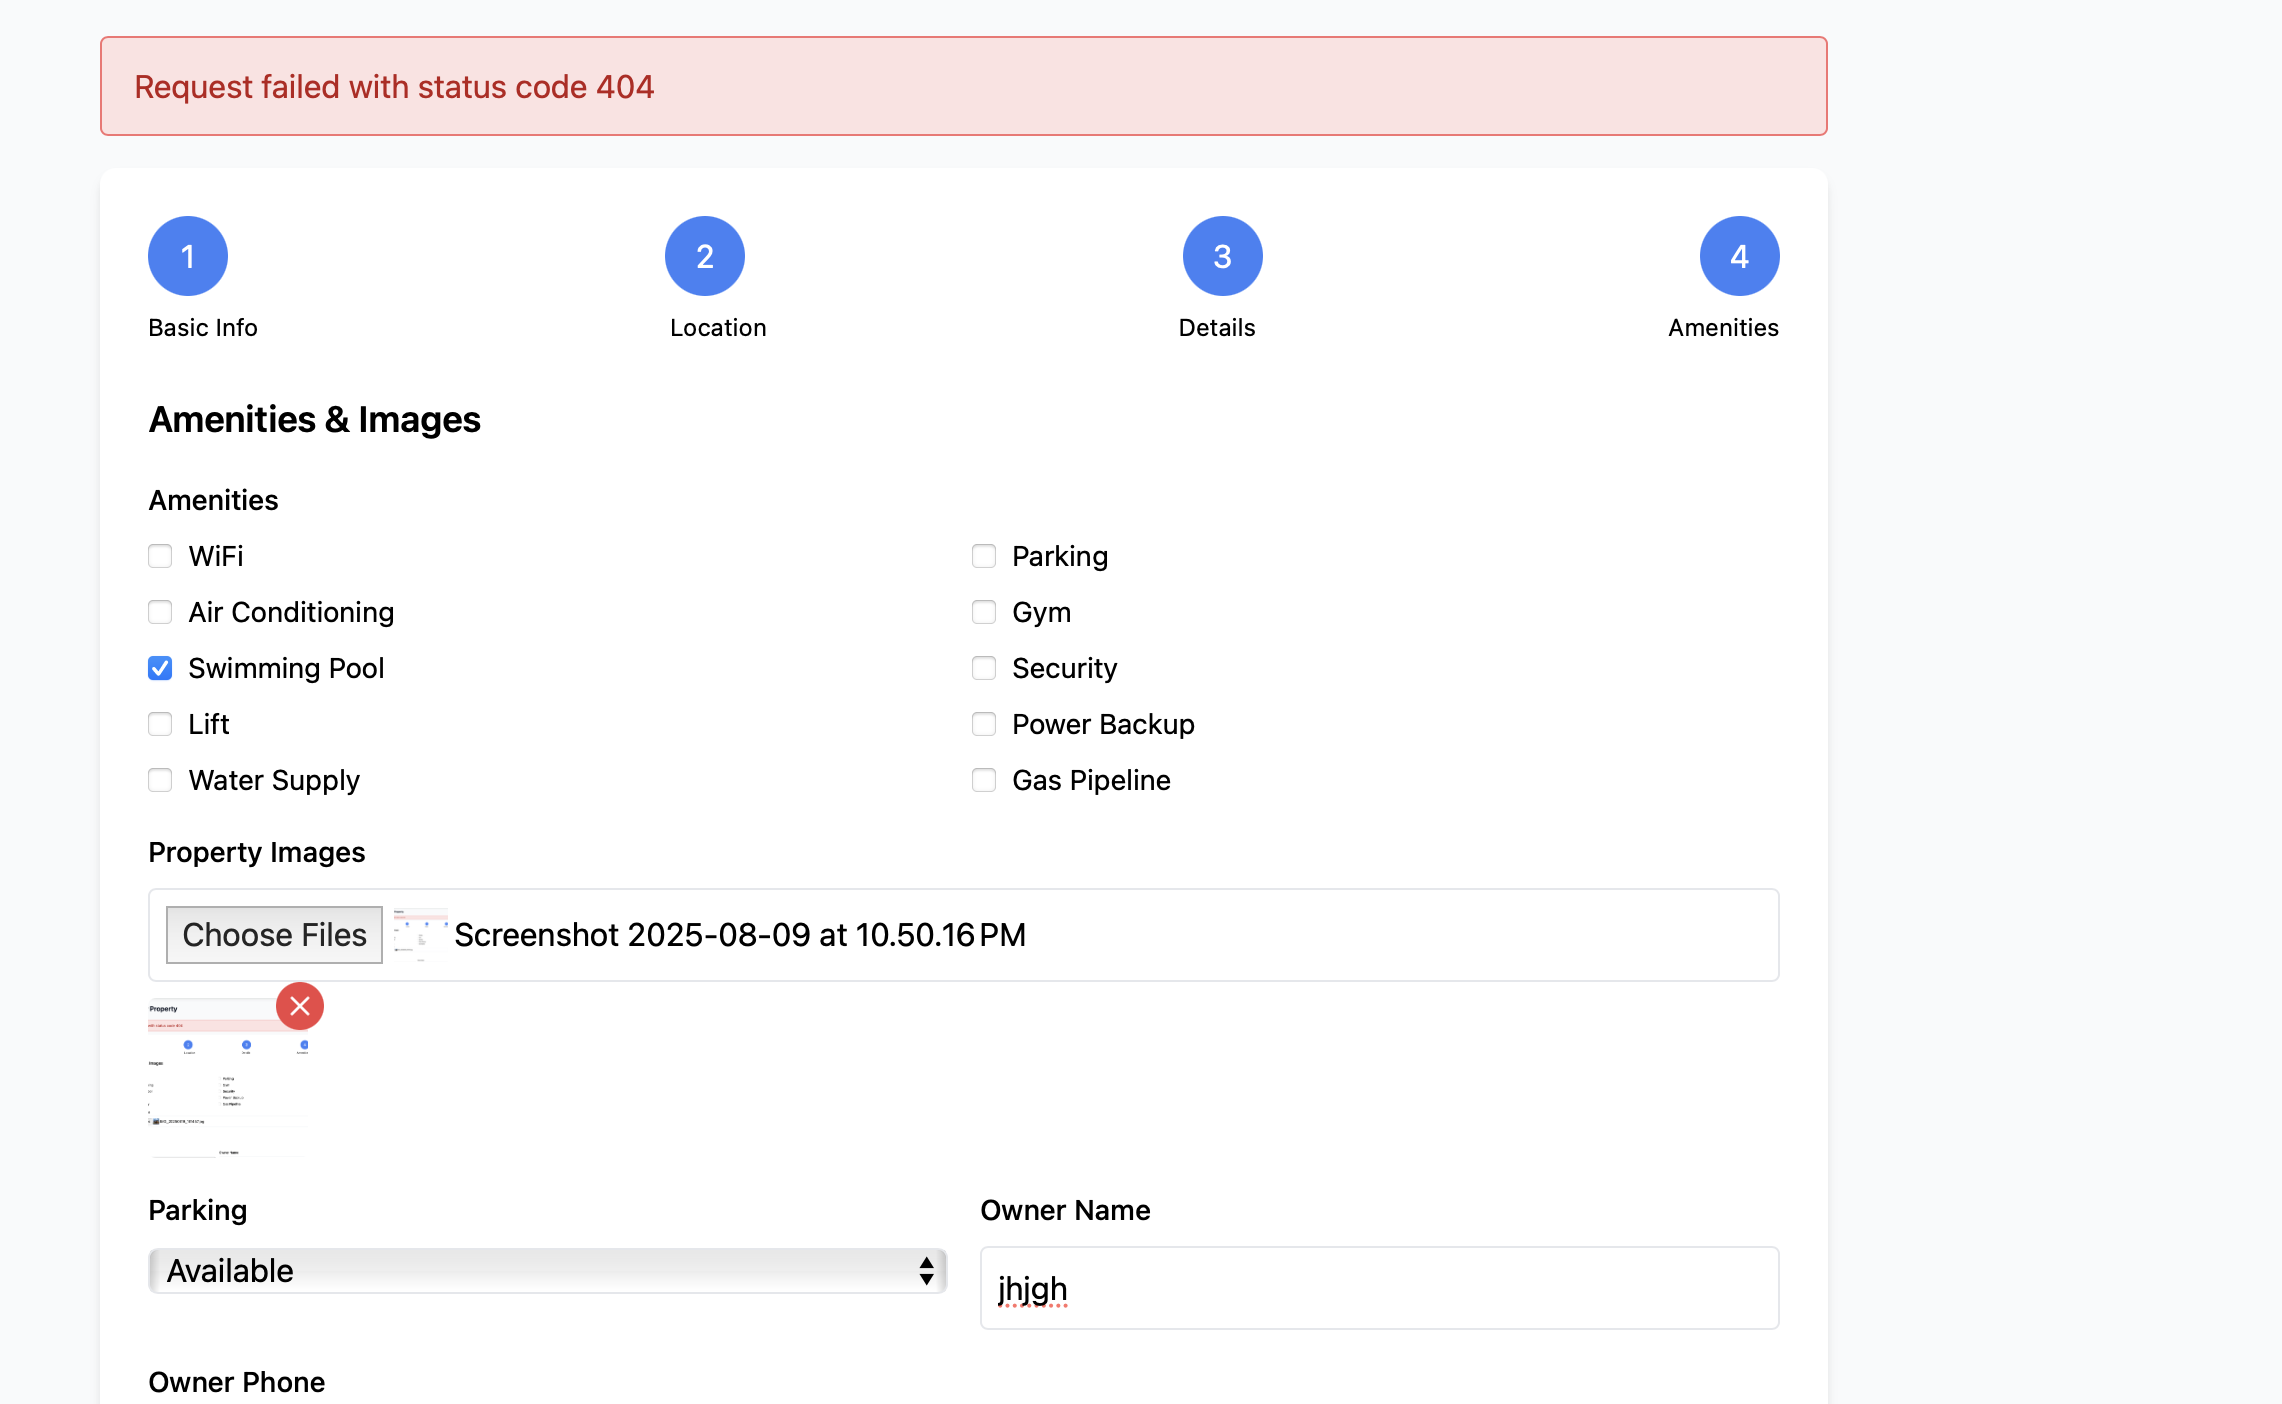 Request failed with status code 404
1 2 3 4
Basic Info Location Details Amenities
Amenities & Images
Amenities
WiFi Parking
Air Conditioning Gym
Swimming Pool Security
Lift Power Backup
Water Supply Gas Pipeline
Property Images
Choose Files Screenshot 2025-08-09 at 10.50.16 PM
Property
Parking Owner Name
Available jhjgh
Owner Phone